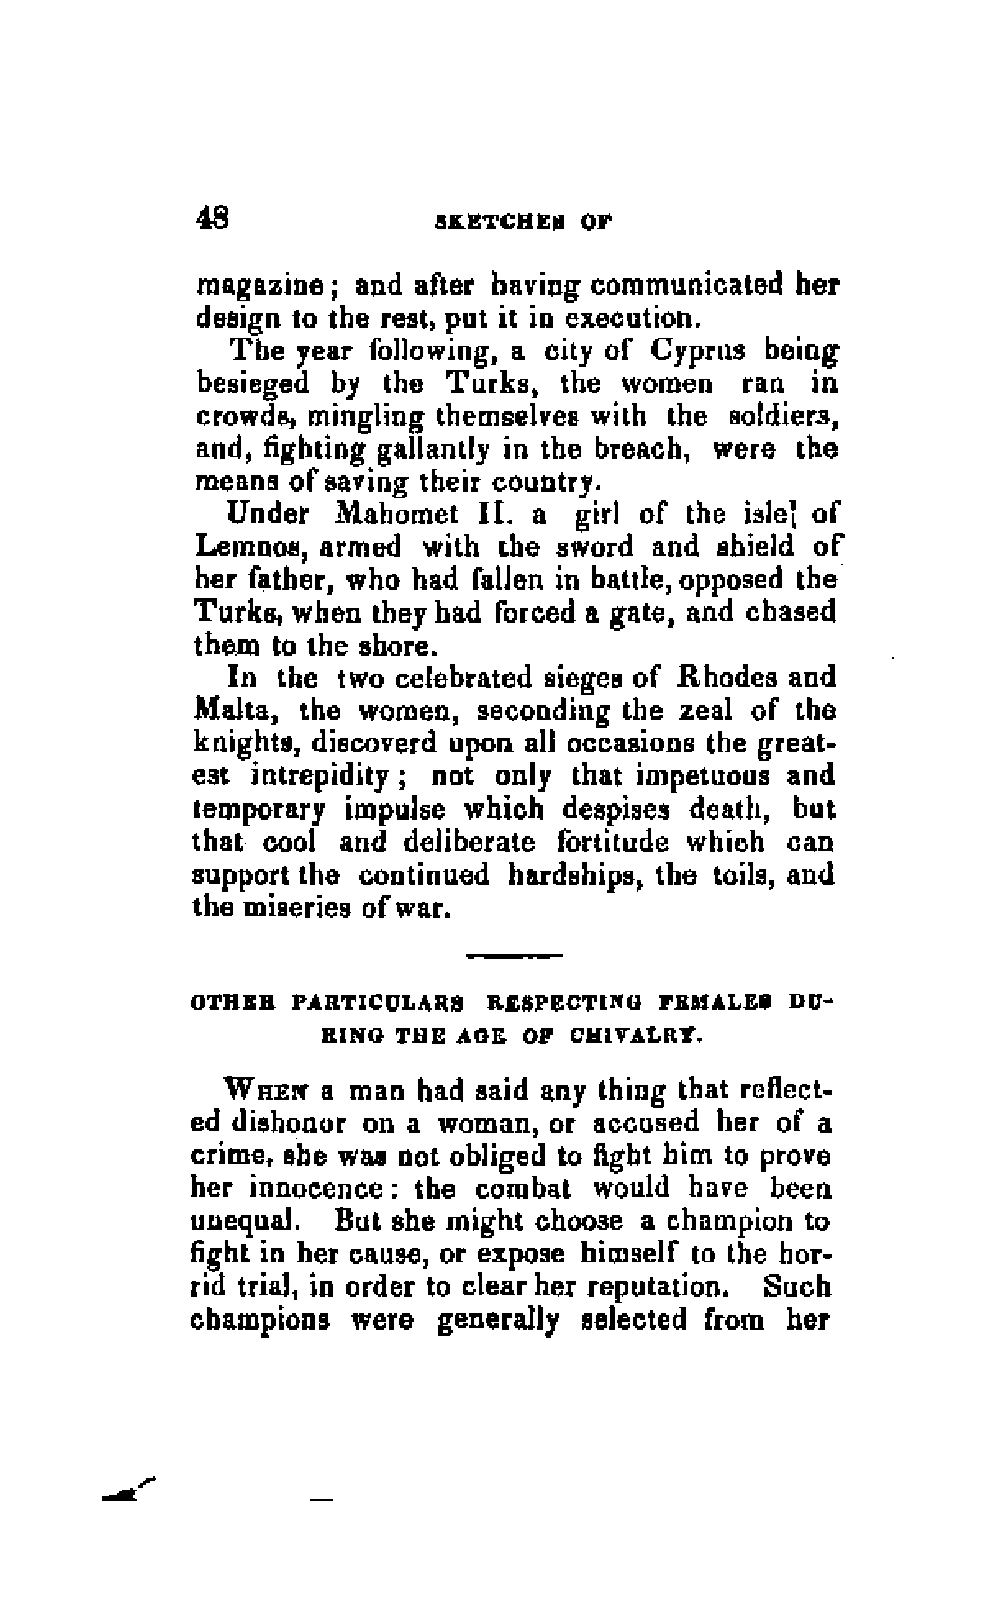 48 SKETCHES OF
magazine; and after having communicated her
design to the rest, put it in execution.
The year following, a city of Cyprus being
besieged by the Turks, the women ran in
crowds, mingling themselves with the soldiers,
and, fighting gallantly in the breach, were the
means of saving their country.
Under Mahomet II. a girl of the isle; of
Lemnos, armed with the sword and shield of
her father, who had fallen in battle, opposed the
Turks, when they had forced a gate, and chased
them to the shore.
In the two celebrated sieges of Rhodes and
Malta, the women, seconding the zeal of the
knights, discoverd upon all occasions the great-
est intrepidity; not only that impetuous and
temporary impulse which despises death, but
that cool and deliberate fortitude which can
support the continued hardships, the toils, and
the miseries of war.
OTHER PARTICULARS RESPECTING FEMALES DU-
RING THE AGE OF CHIVALRY.
WHEN a man had said any thing that reflect-
ed dishonor on a woman, or accused her of a
crime, she was not obliged to fight him to prove
her innocence: the combat would have been
unequal. But she might choose a champion to
fight in her cause, or expose himself to the hor-
rid trial, in order to clear her reputation. Such
champions were generally selected from her